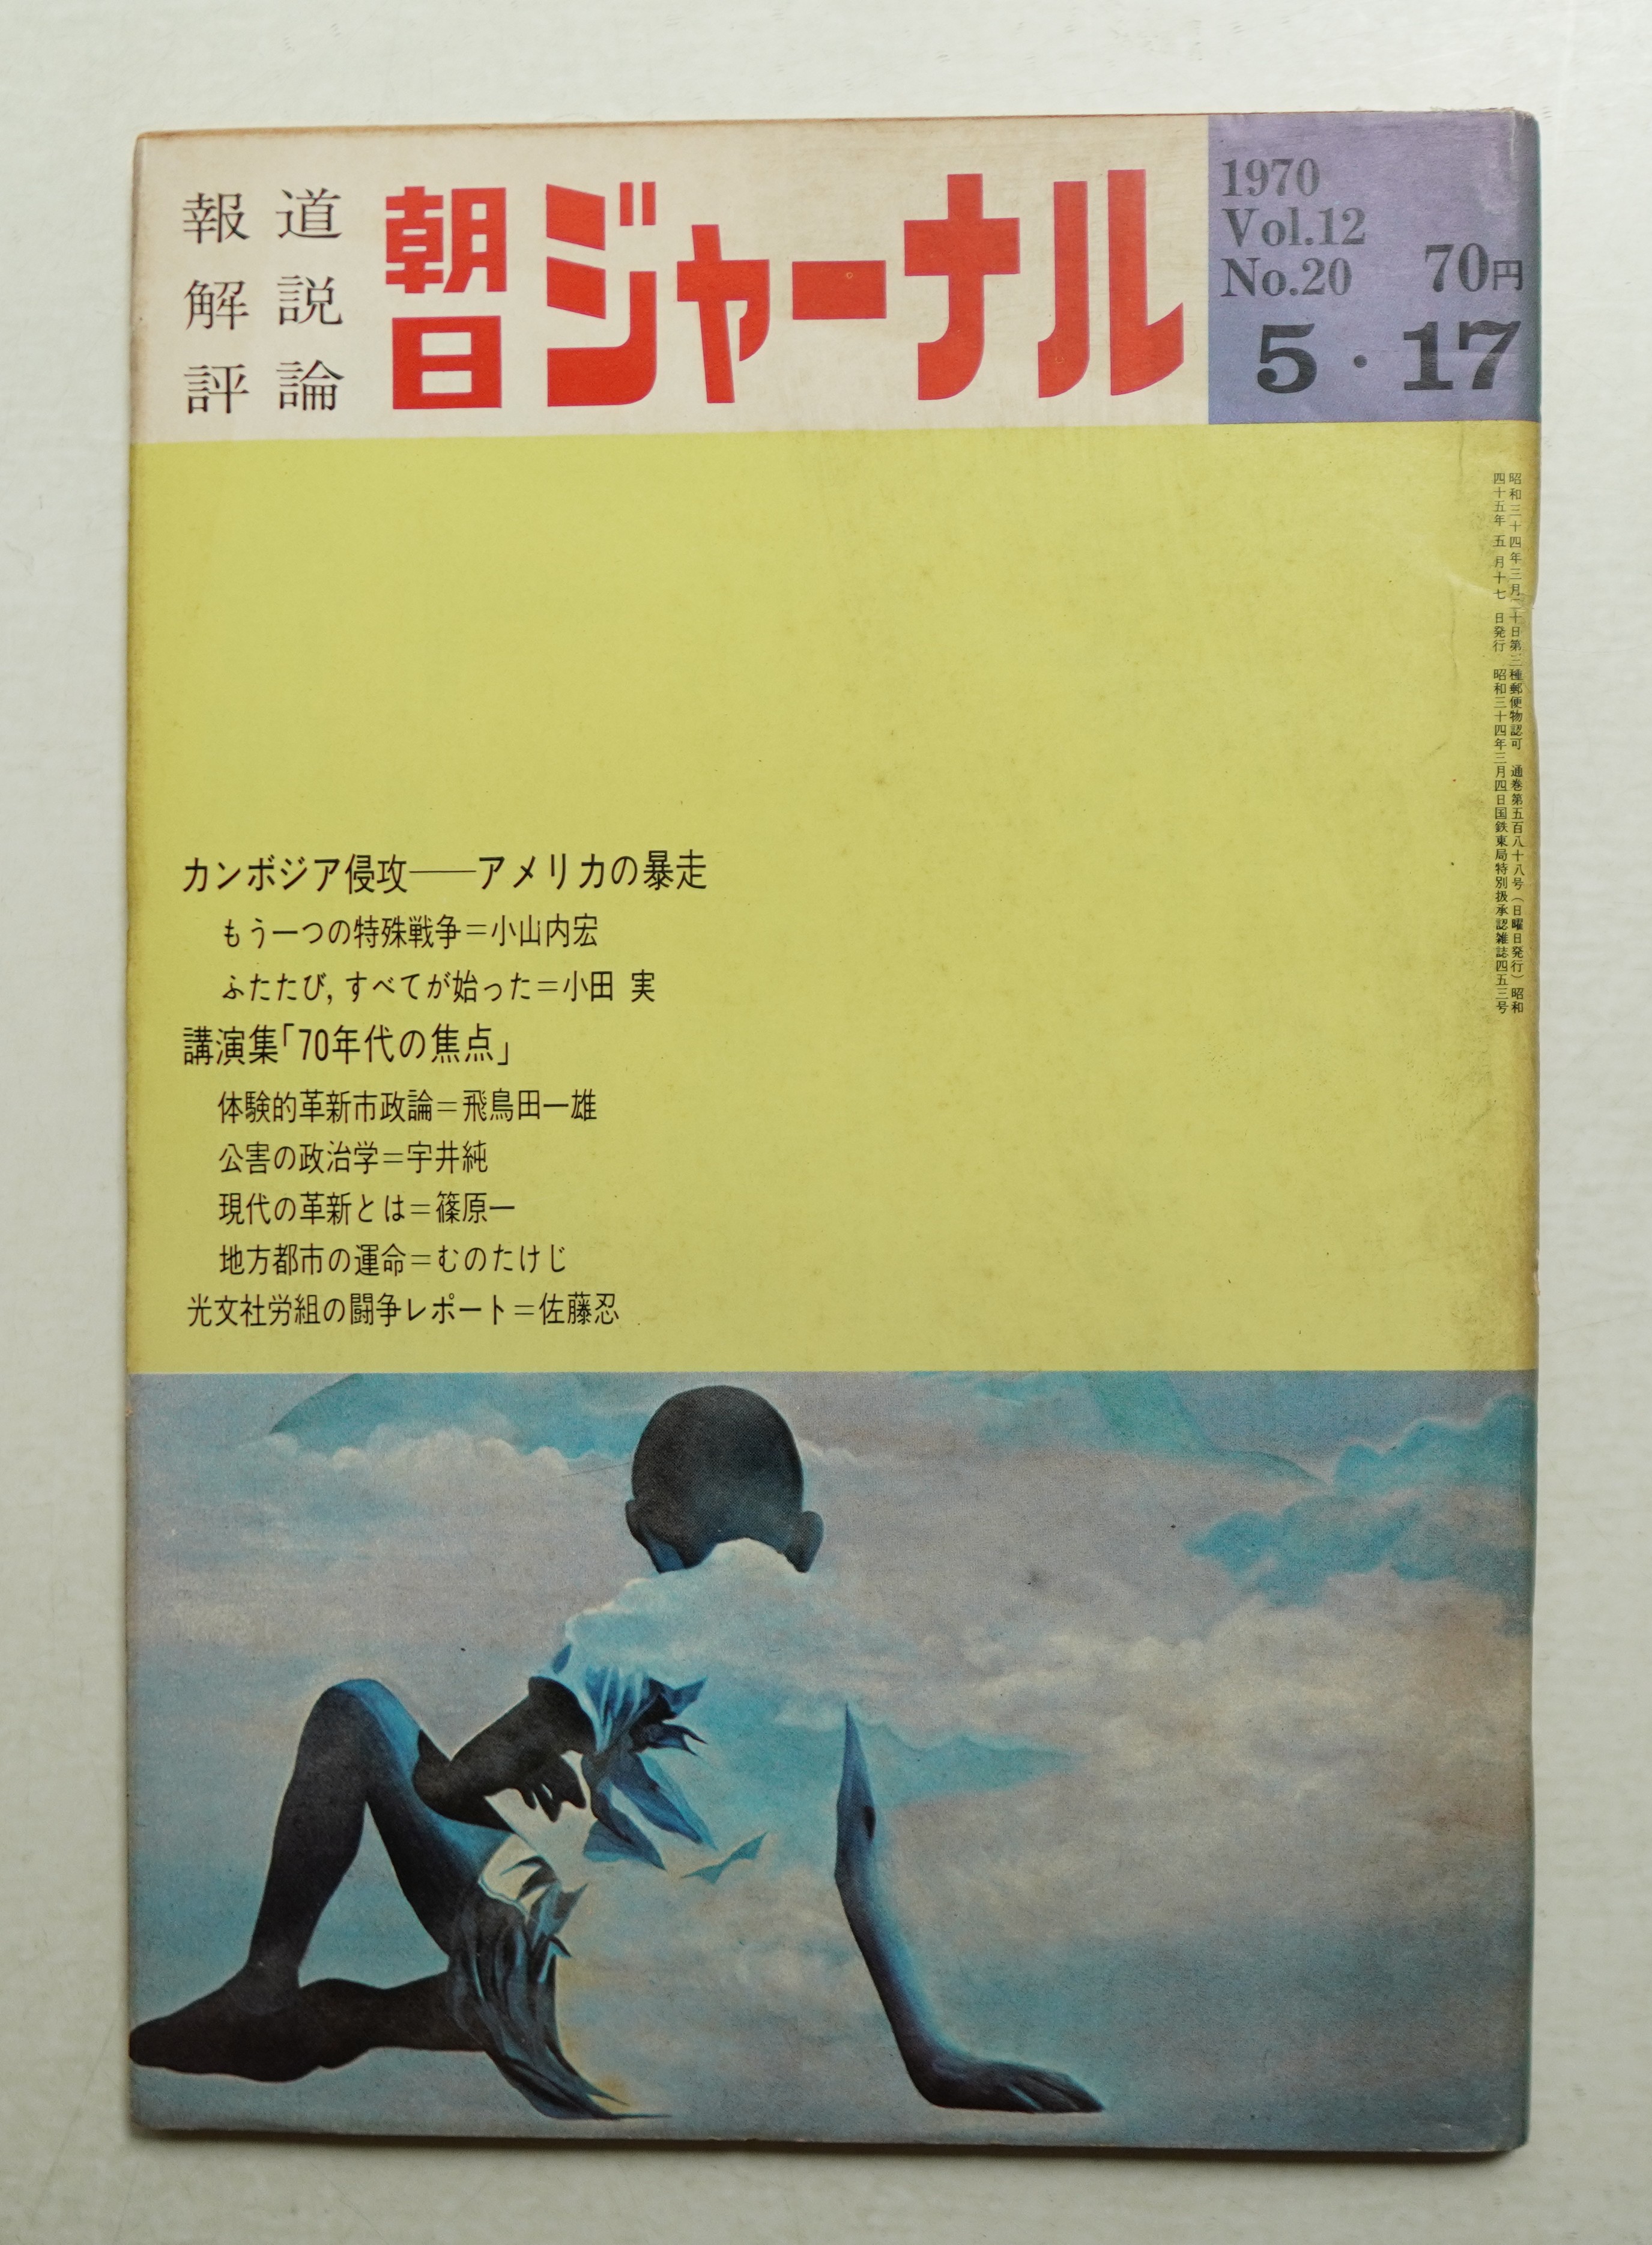 報道
解説
評論
朝日ジャーナル
1970
Vol.12
No.20 70円
5・17
昭和三十四年三月二十日第三種郵便物認可 通巻第五百八十八号（日曜日発行）昭和
四十五年五月十七日発行 昭和三十四年三月四日国鉄東局特別扱承認雑誌四五三号
カンボジア侵攻――アメリカの暴走
もう一つの特殊戦争＝小山内宏
ふたたび,すべてが始った＝小田 実
講演集「70年代の焦点」
体験的革新市政論＝飛鳥田一雄
公害の政治学＝宇井純
現代の革新とは＝篠原一
地方都市の運命＝むのたけじ
光文社労組の闘争レポート＝佐藤忍